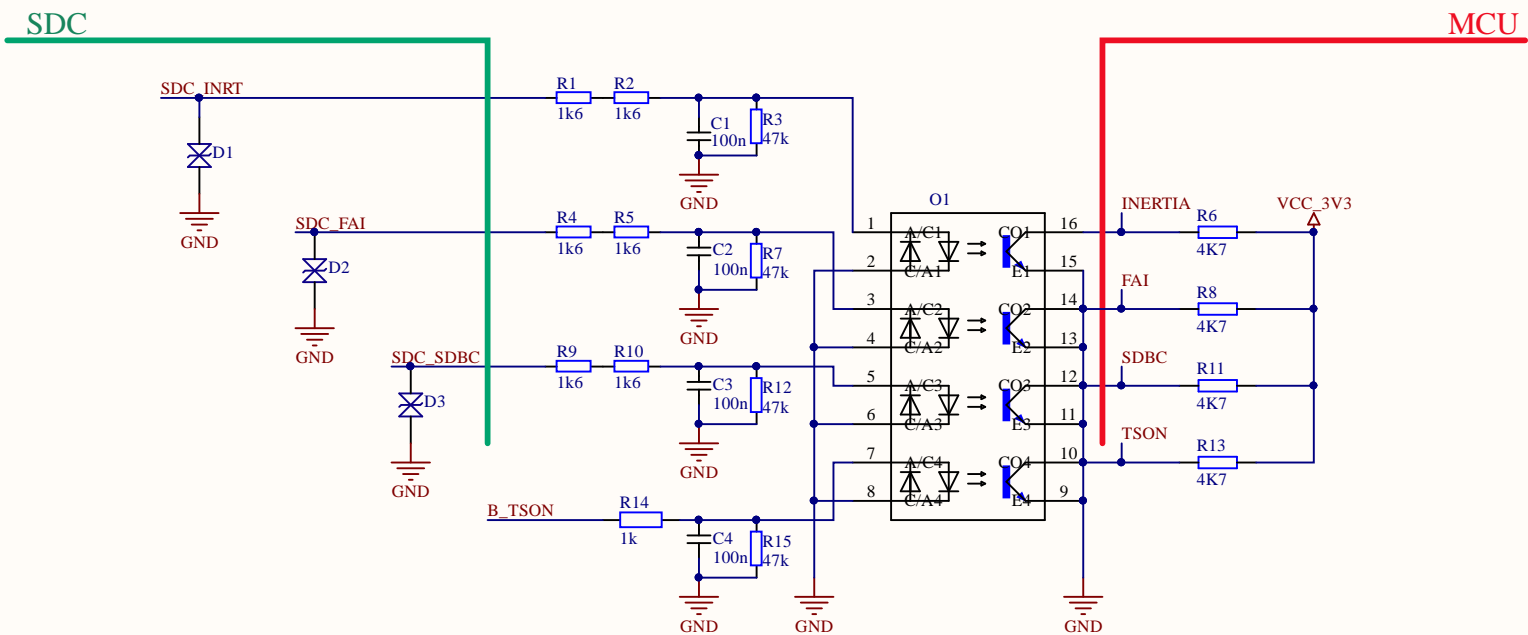 SDC
MCU
SDC_INRT
R1
R2
1k6
1k6
D1
C1
100n
R3
47k
GND
GND
O1
SDC_FAI
R4
R5
1k6
1k6
D2
C2
100n
R7
47k
GND
GND
1
A/C1
CO1
16
INERTIA
R6
4K7
VCC_3V3
2
C/A1
E1
15
3
A/C2
CO2
14
FAI
R8
4K7
4
C/A2
E2
13
SDC_SDBC
R9
R10
1k6
1k6
D3
C3
100n
R12
47k
GND
GND
5
A/C3
CO3
12
SDBC
R11
4K7
6
C/A3
E3
11
7
A/C4
CO4
10
TSON
R13
4K7
8
C/A4
E4
9
B_TSON
R14
1k
C4
100n
R15
47k
GND
GND
GND